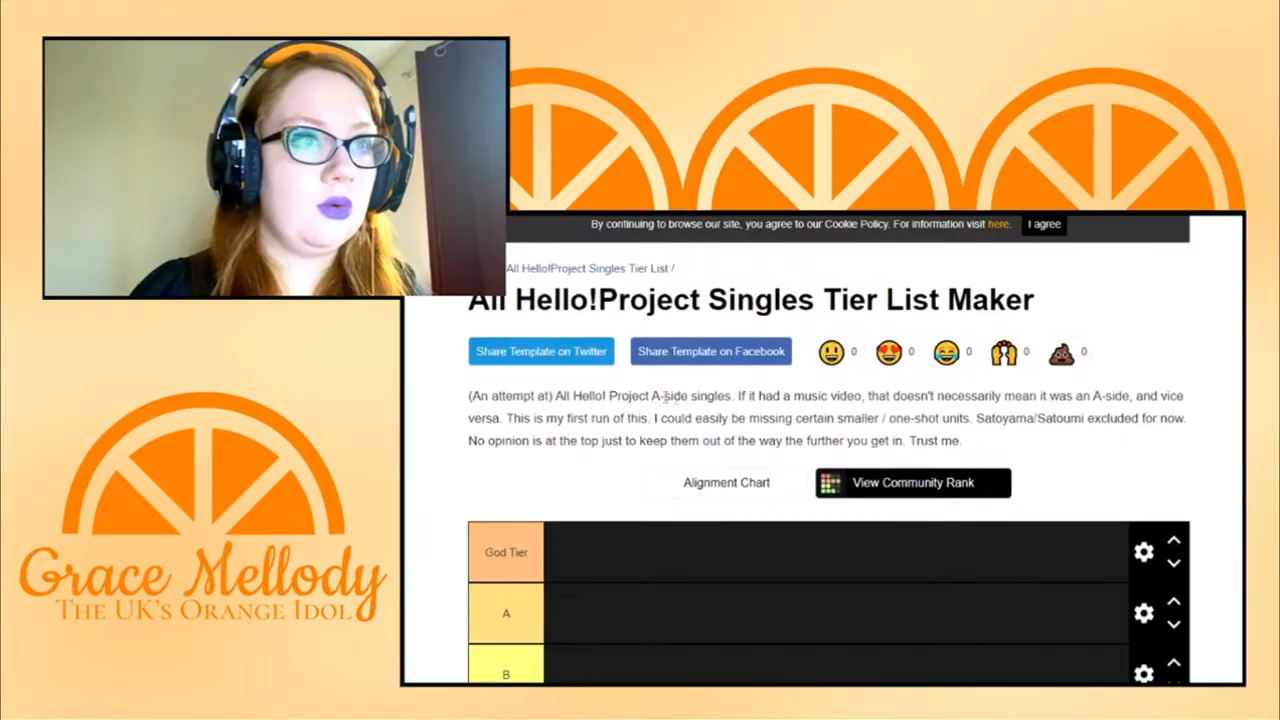 By continuing to browse our site, you agree to our Cookie Policy. For information visit here. I agree
All Hello!Project Singles Tier List /
All Hello!Project Singles Tier List Maker
Share Template on Twitter Share Template on Facebook 0 0 0 0 0
(An attempt at) All Hello! Project A-side singles. If it had a music video, that doesn't necessarily mean it was an A-side, and vice
versa. This is my first run of this. I could easily be missing certain smaller / one-shot units. Satoyama/Satoumi excluded for now.
No opinion is at the top just to keep them out of the way the further you get in. Trust me.
Alignment Chart View Community Rank
God Tier
A
B
Grace Mellody
THE UK'S ORANGE IDOL